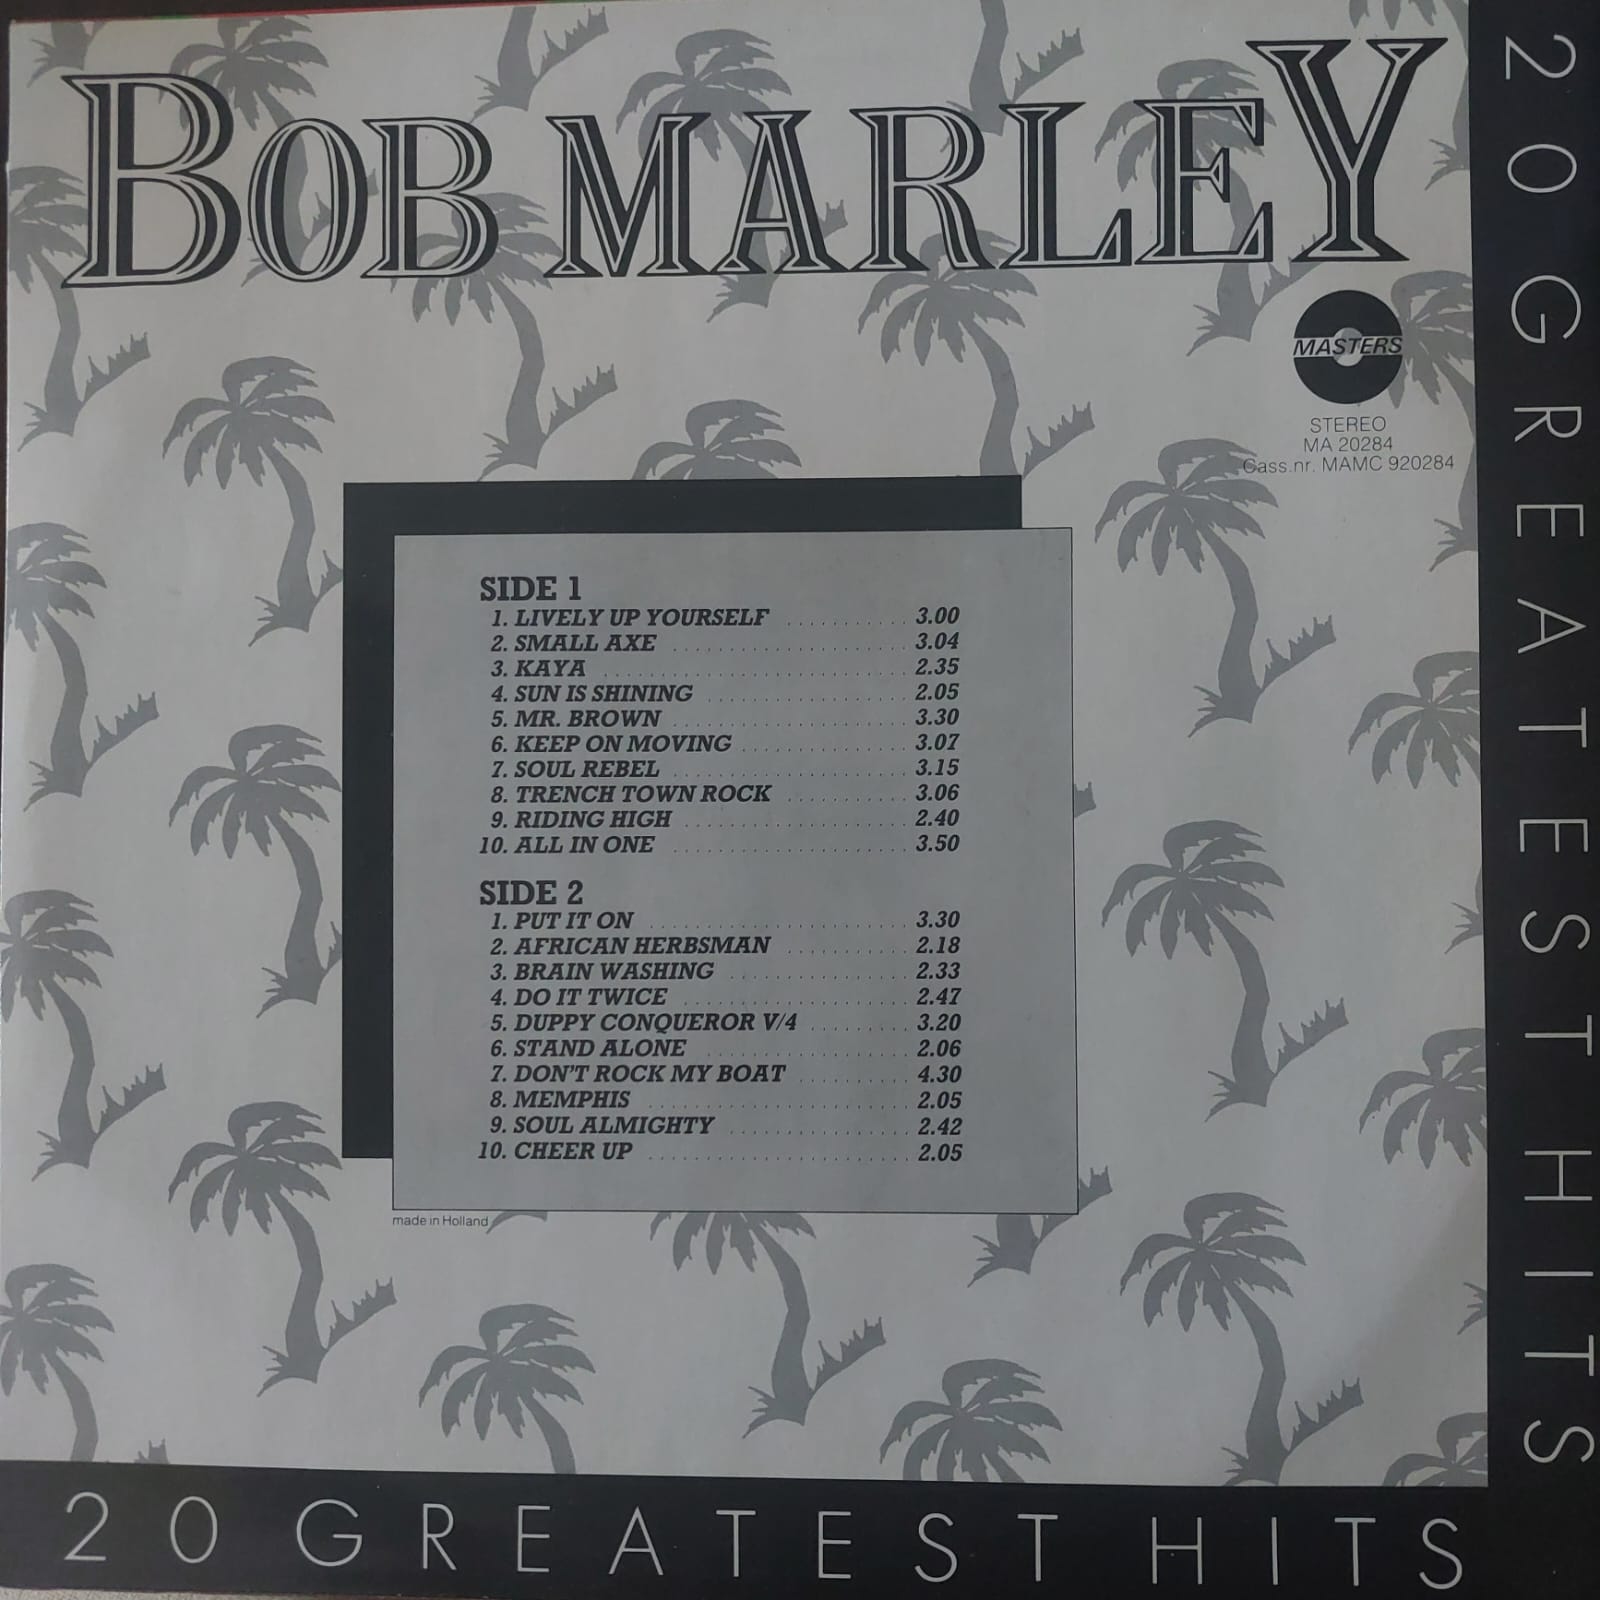 BOB MARLEY
MASTERS
STEREO
MA 20284
Cass.nr. MAMC 920284
SIDE 1
1. LIVELY UP YOURSELF ........... 3.00
2. SMALL AXE ..................... 3.04
3. KAYA ........................... 2.35
4. SUN IS SHINING ................. 2.05
5. MR. BROWN ..................... 3.30
6. KEEP ON MOVING ............... 3.07
7. SOUL REBEL ..................... 3.15
8. TRENCH TOWN ROCK ........... 3.06
9. RIDING HIGH .................... 2.40
10. ALL IN ONE ..................... 3.50
SIDE 2
1. PUT IT ON ....................... 3.30
2. AFRICAN HERBSMAN ........... 2.18
3. BRAIN WASHING ................ 2.33
4. DO IT TWICE .................... 2.47
5. DUPPY CONQUEROR V/4 ......... 3.20
6. STAND ALONE .................. 2.06
7. DON'T ROCK MY BOAT .......... 4.30
8. MEMPHIS ....................... 2.05
9. SOUL ALMIGHTY ................ 2.42
10. CHEER UP ....................... 2.05
made in Holland
20 GREATEST HITS
20 GREATEST HITS